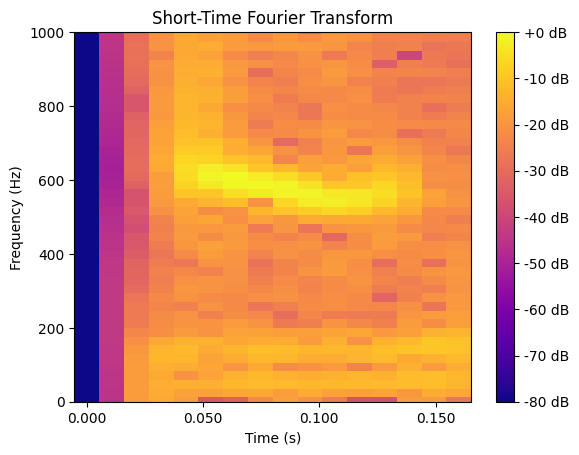 Short-Time Fourier Transform
1000
800
600
400
200
0
Frequency (Hz)
0.000
0.050
0.100
0.150
Time (s)
+0 dB
-10 dB
-20 dB
-30 dB
-40 dB
-50 dB
-60 dB
-70 dB
-80 dB